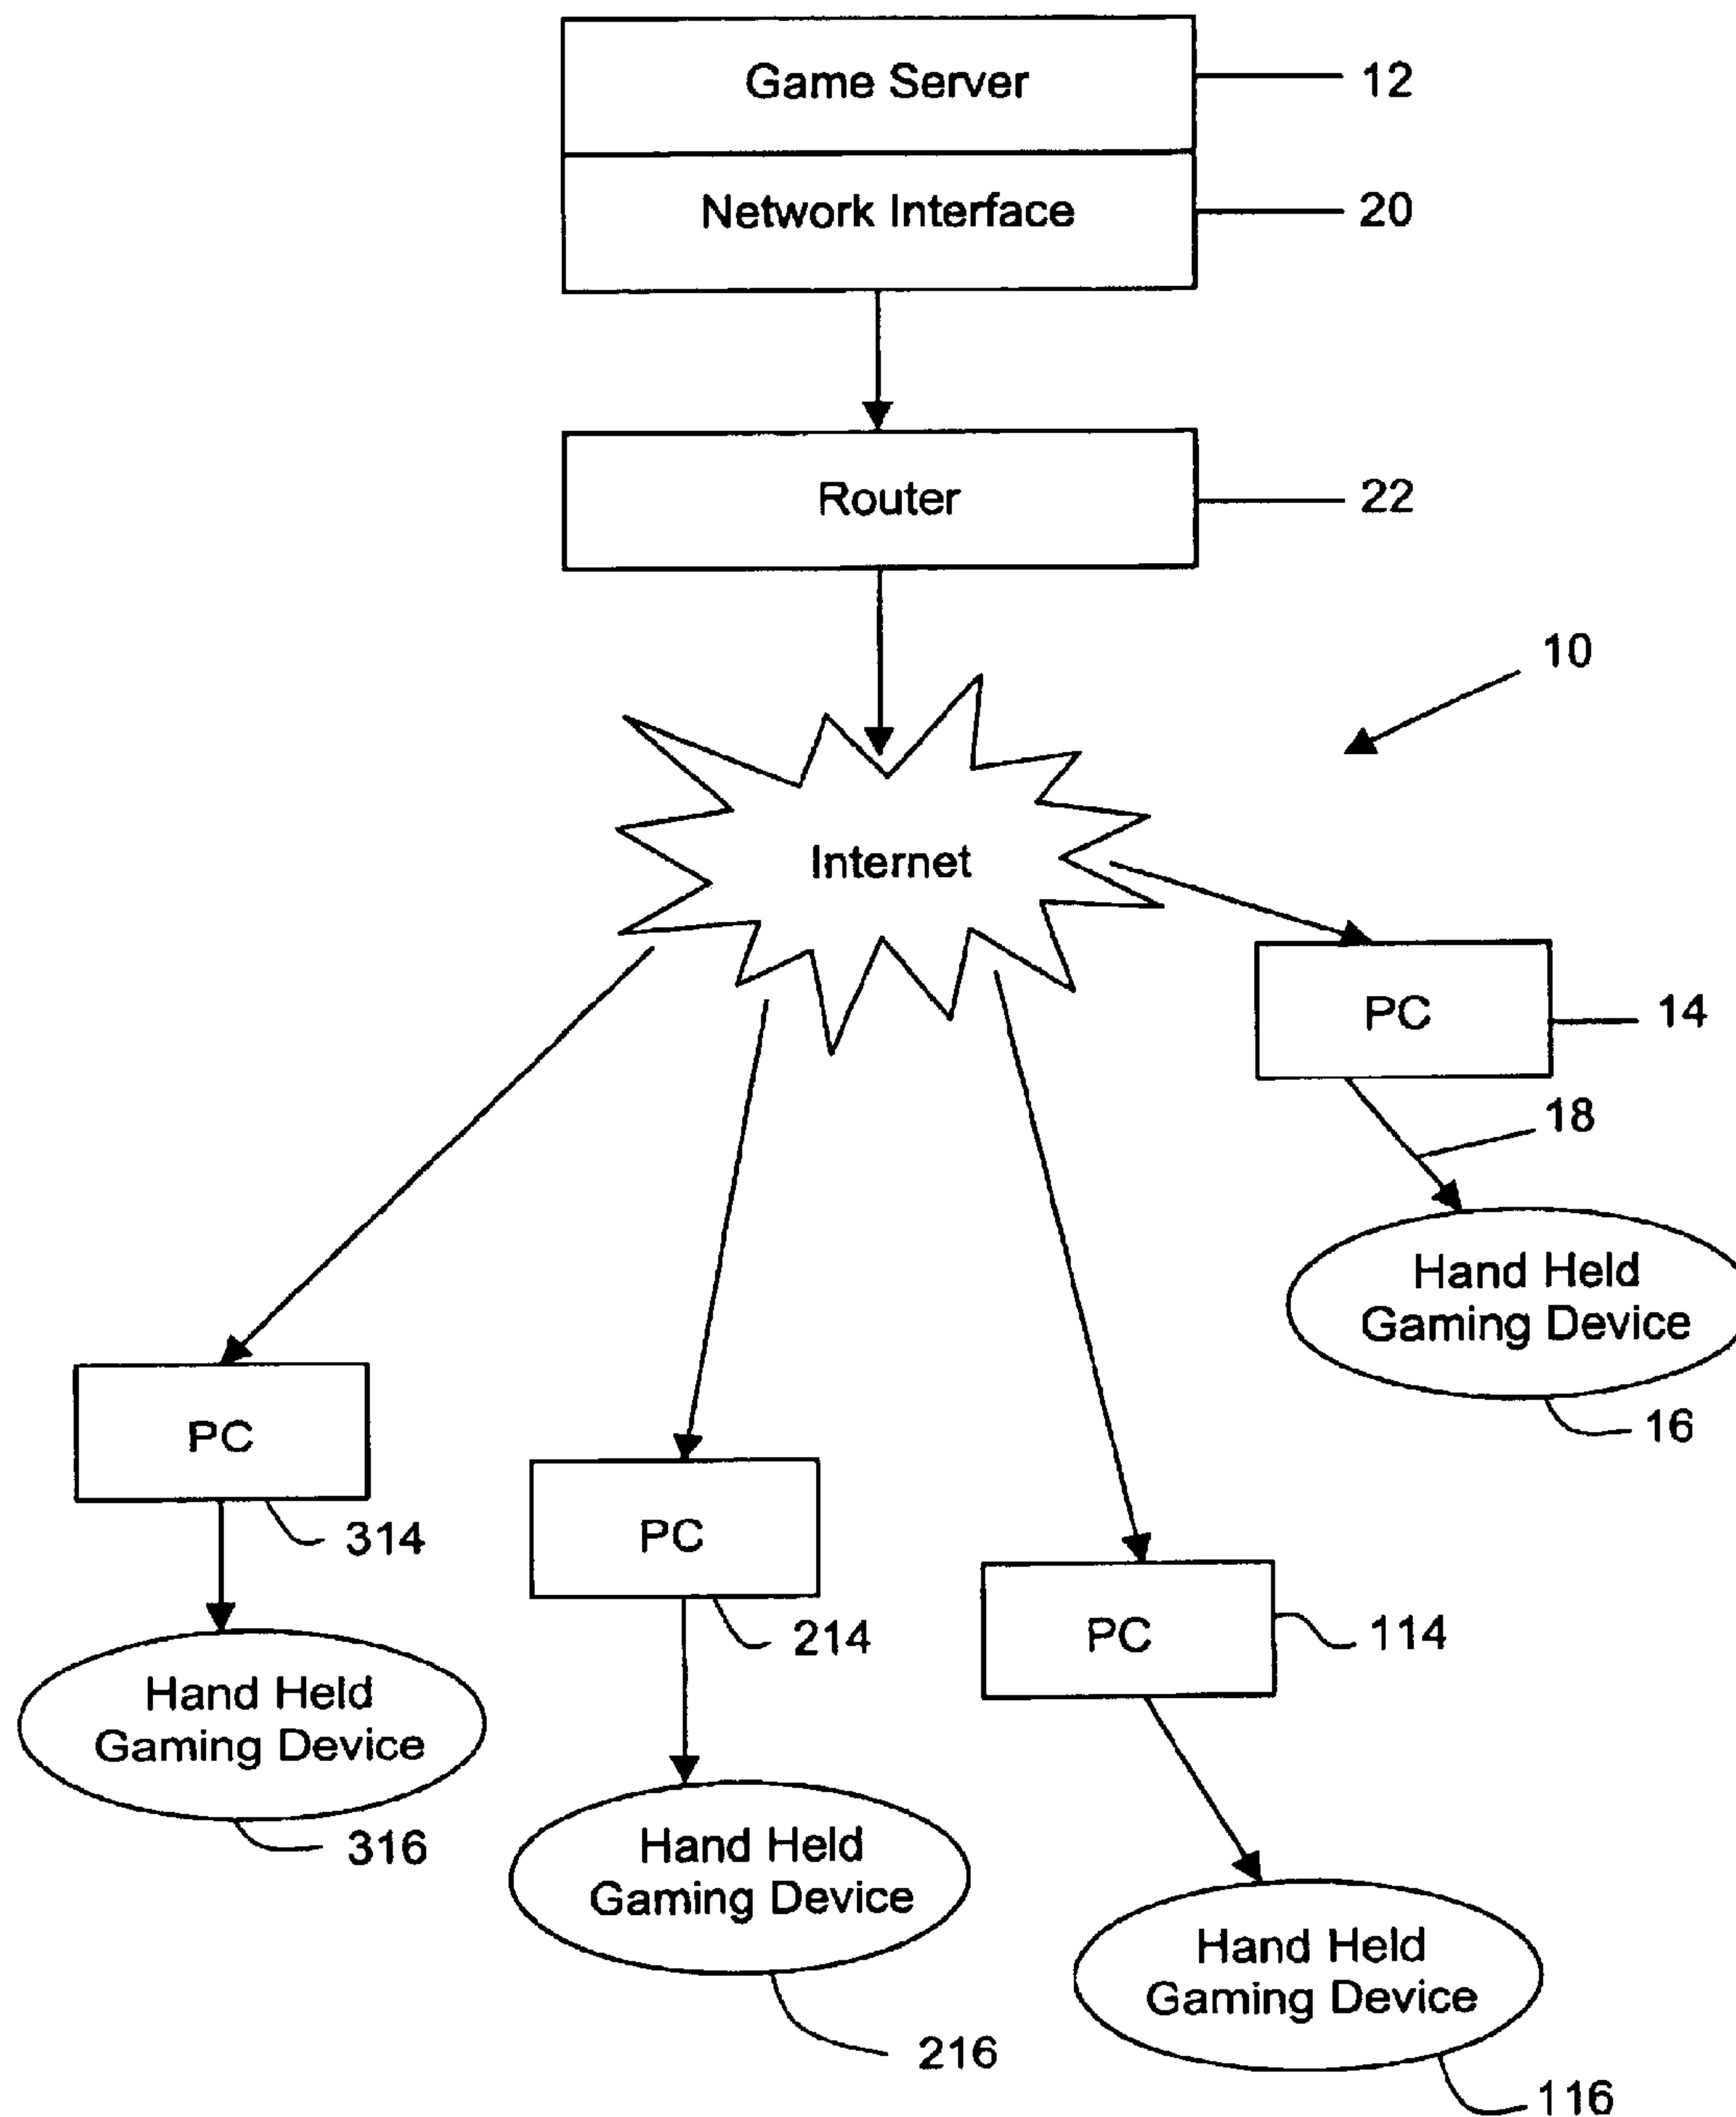 Game Server
12
Network Interface
20
Router
22
10
Internet
PC
14
18
Hand Held
Gaming Device
16
PC
314
PC
214
PC
114
Hand Held
Gaming Device
316
Hand Held
Gaming Device
216
Hand Held
Gaming Device
116